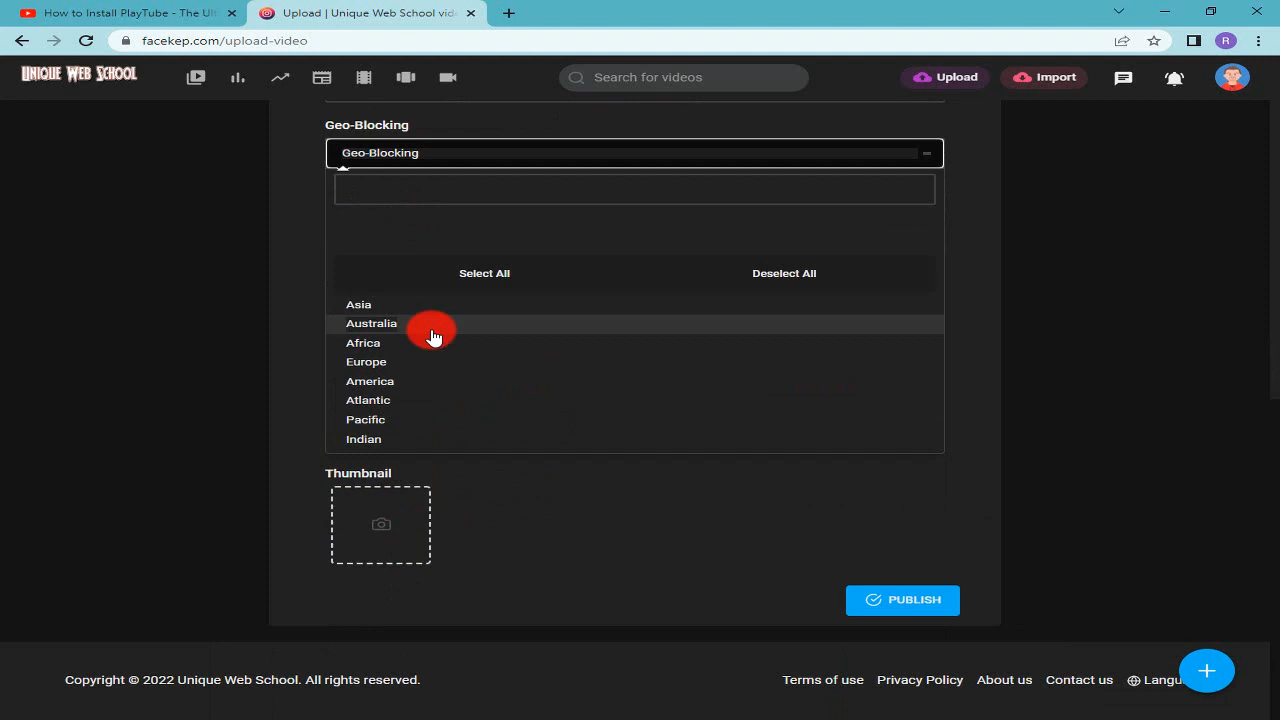 How to Install PlayTube - The Ul
Upload | Unique Web School vid
facekep.com/upload-video
R
UNIQUE WEB SCHOOL
Search for videos
Upload
Import
Geo-Blocking
Geo-Blocking
Select All
Deselect All
Asia
Australia
Africa
Europe
America
Atlantic
Pacific
Indian
Thumbnail
PUBLISH
Copyright © 2022 Unique Web School. All rights reserved.
Terms of use
Privacy Policy
About us
Contact us
Langu